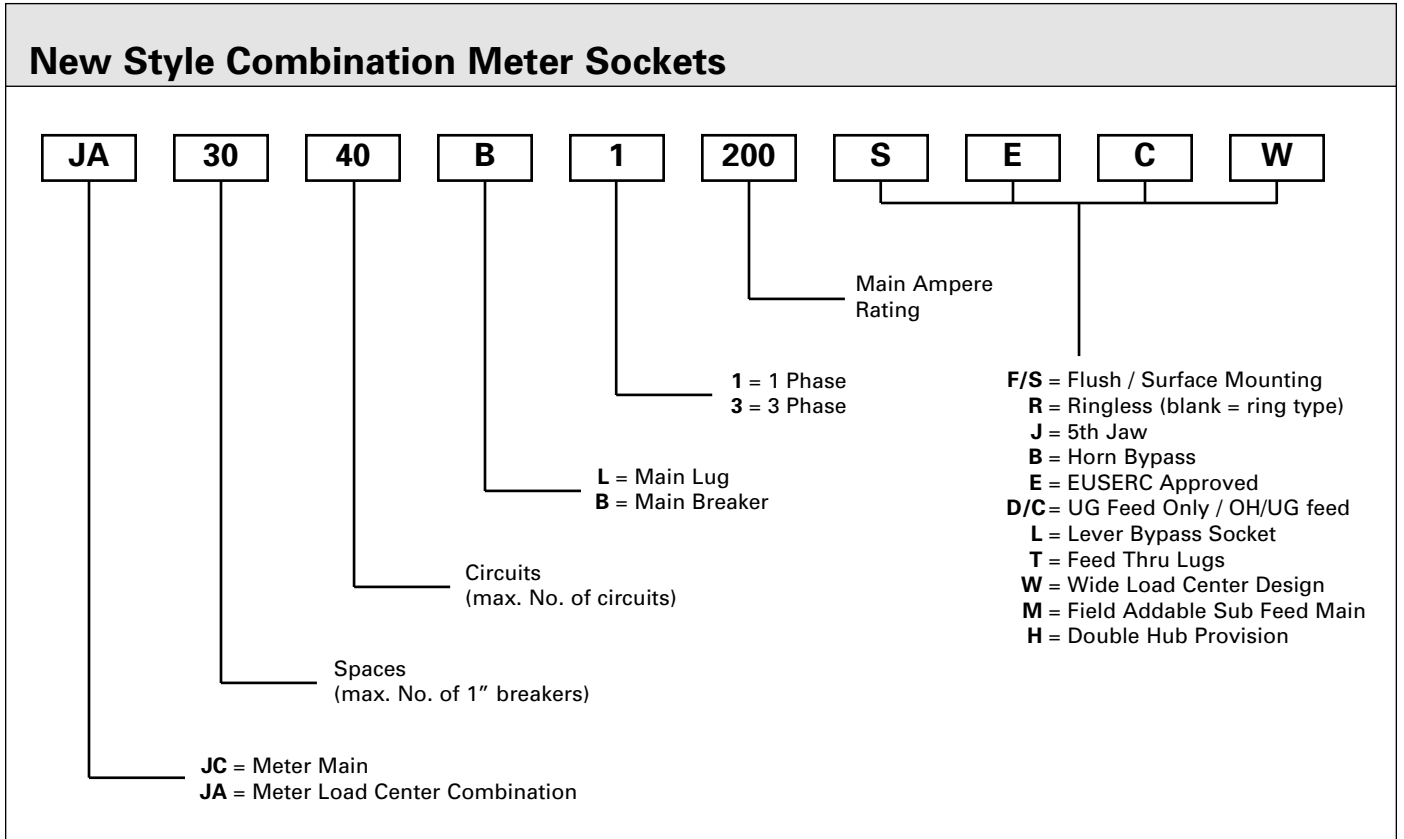 New Style Combination Meter Sockets
JA 30 40 B 1 200 S E C W
Main Ampere
Rating
1 = 1 Phase
3 = 3 Phase
F/S = Flush / Surface Mounting
R = Ringless (blank = ring type)
J = 5th Jaw
B = Horn Bypass
E = EUSERC Approved
D/C= UG Feed Only / OH/UG feed
L = Lever Bypass Socket
T = Feed Thru Lugs
W = Wide Load Center Design
M = Field Addable Sub Feed Main
H = Double Hub Provision
L = Main Lug
B = Main Breaker
Circuits
(max. No. of circuits)
Spaces
(max. No. of 1” breakers)
JC = Meter Main
JA = Meter Load Center Combination